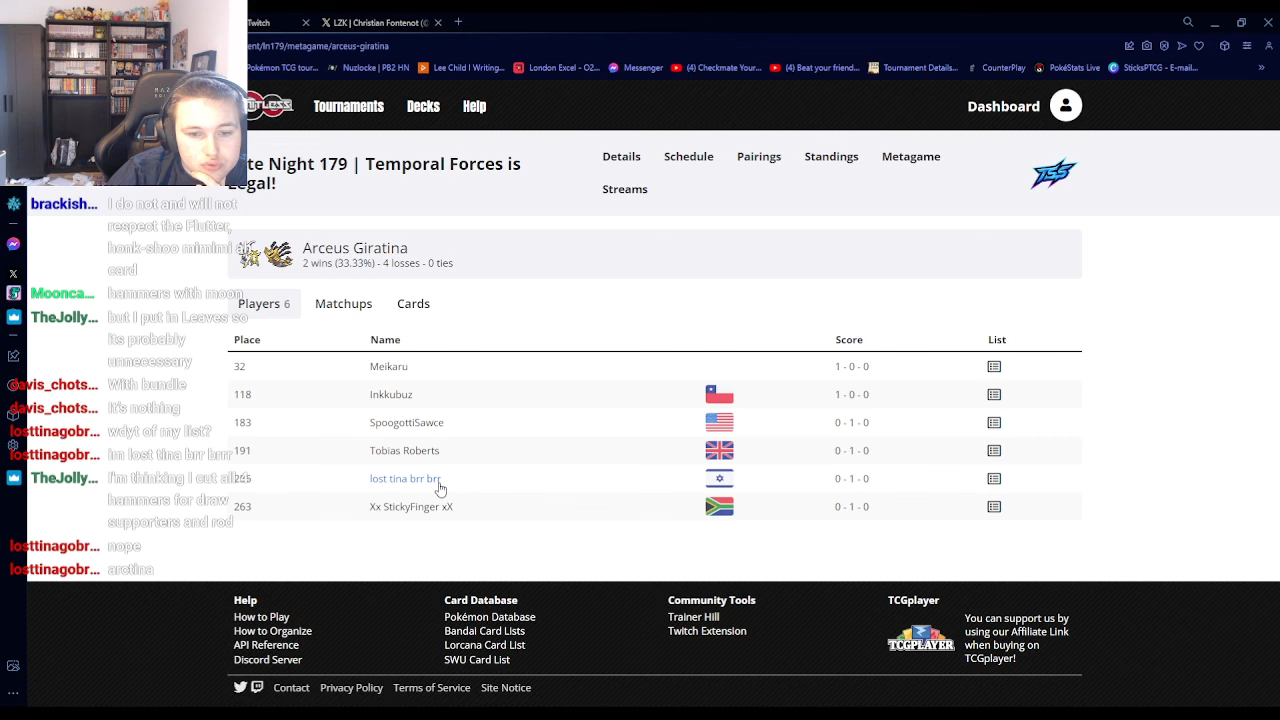 Twitch
LZK | Christian Fontenot (
ent/ln179/metagame/arceus-giratina
Pokémon TCG tour...
Nuzlocke | PB2 HN
Lee Child | Writing...
London Excel - O2...
Messenger
(4) Checkmate Your...
(4) Beat every friend...
Tournament Details...
CounterPlay
PokéStats Live
SticksPTCG - E-mail...
Tournaments
Decks
Help
Dashboard
te Night 179 | Temporal Forces is
egal!
Details
Schedule
Pairings
Standings
Metagame
Streams
TSS
Arceus Giratina
2 wins (33.33%) - 4 losses - 0 ties
Players 6
Matchups
Cards
Place Name Score List
32 Meikaru 1 - 0 - 0
118 Inkkubuz 1 - 0 - 0
183 SpoogottiSawce 0 - 1 - 0
191 Tobias Roberts 0 - 1 - 0
lost tina brr brr 0 - 1 - 0
263 Xx StickyFinger xX 0 - 1 - 0
brackish... I do not and will not
respect the Flutter,
honk-shoo mimimi ah
card
Moonca... hammers with moon
TheJolly... but I put in Leaves so
its probably
unnecessary
davis_chots... With bundle
davis_chots... It's nothing
losttinagobr... wdyt of my list?
losttinagobr... im lost tina brr brrr
TheJolly... I'm thinking I cut all
hammers for draw
supporters and rod
losttinagobr... nope
losttinagobr... arctina
Help
How to Play
How to Organize
API Reference
Discord Server
Card Database
Pokémon Database
Bandai Card Lists
Lorcana Card List
SWU Card List
Community Tools
Trainer Hill
Twitch Extension
TCGplayer
TCGPLAYER
You can support us by
using our Affiliate Link
when buying on
TCGplayer!
Contact
Privacy Policy
Terms of Service
Site Notice